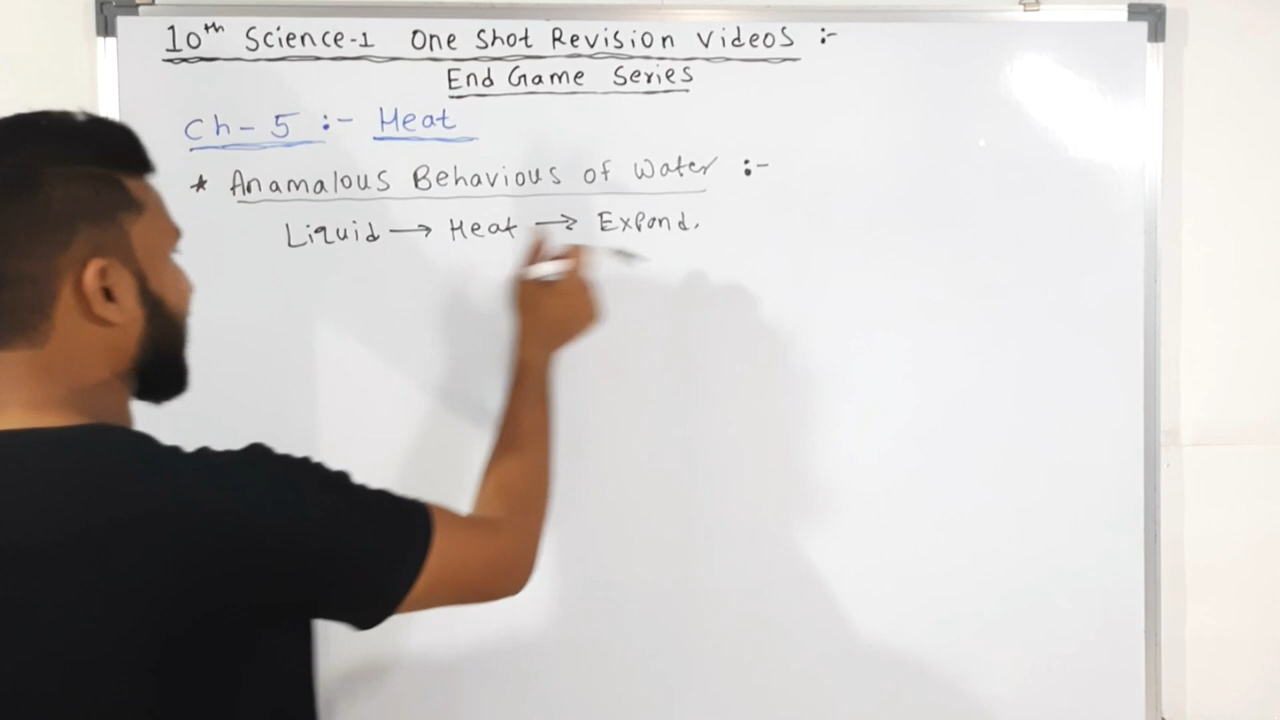 10th Science-1 One Shot Revision Videos :-
End Game Series
Ch-5 :- Heat
* Anamalous Behavious of Water :-
Liquid → Heat → Expand.